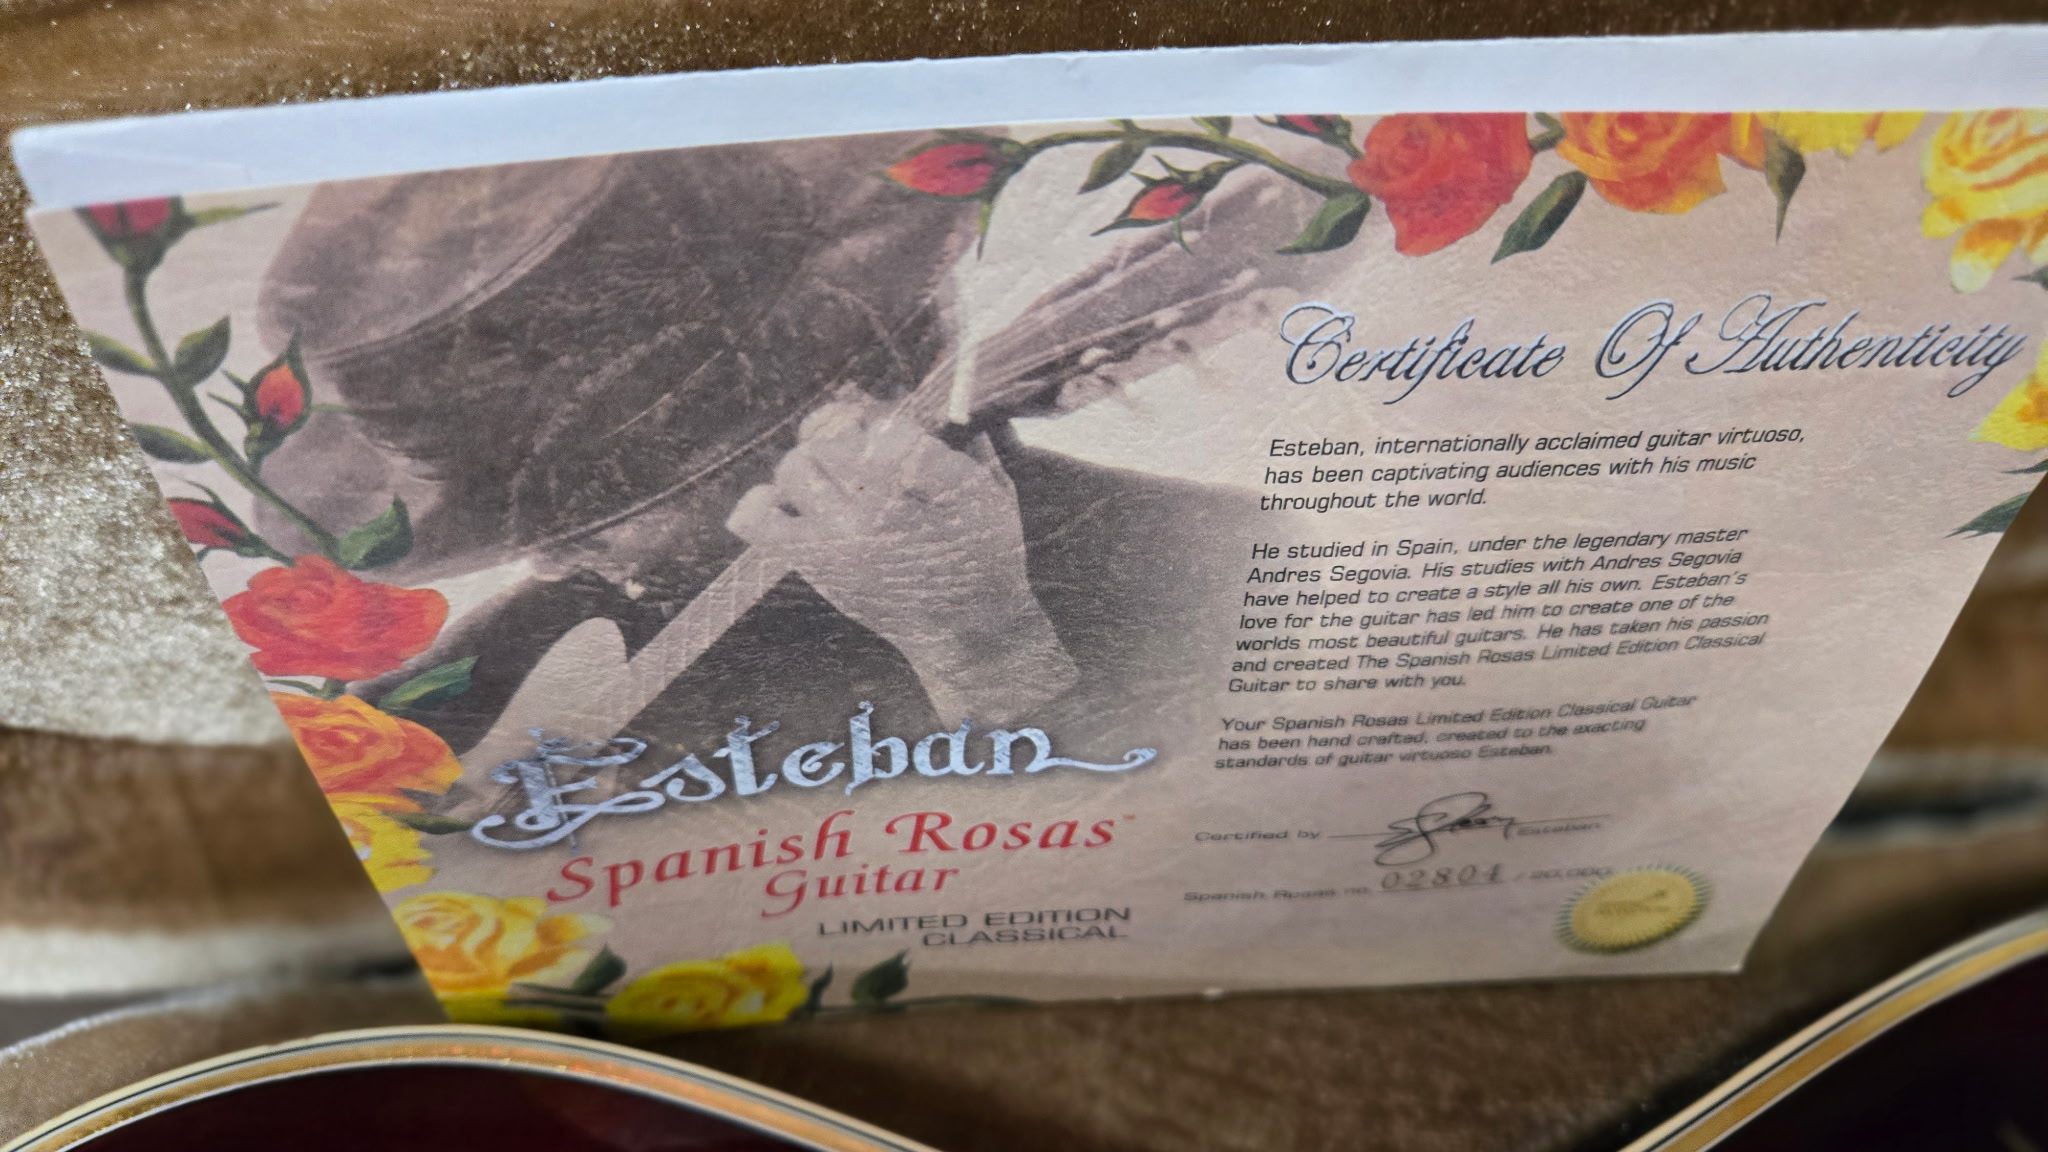 Esteban
Spanish Rosas™
Guitar
LIMITED EDITION
CLASSICAL
Certificate Of Authenticity
Esteban, internationally acclaimed guitar virtuoso,
has been captivating audiences with his music
throughout the world.
He studied in Spain, under the legendary master
Andres Segovia. His studies with Andres Segovia
have helped to create a style all his own. Esteban's
love for the guitar has led him to create one of the
worlds most beautiful guitars. He has taken his passion
and created The Spanish Rosas Limited Edition Classical
Guitar to share with you.
Your Spanish Rosas Limited Edition Classical Guitar
has been hand crafted, created to the exacting
standards of guitar virtuoso Esteban.
Certified by Esteban
Spanish Rosas no. 02804 / 20,000